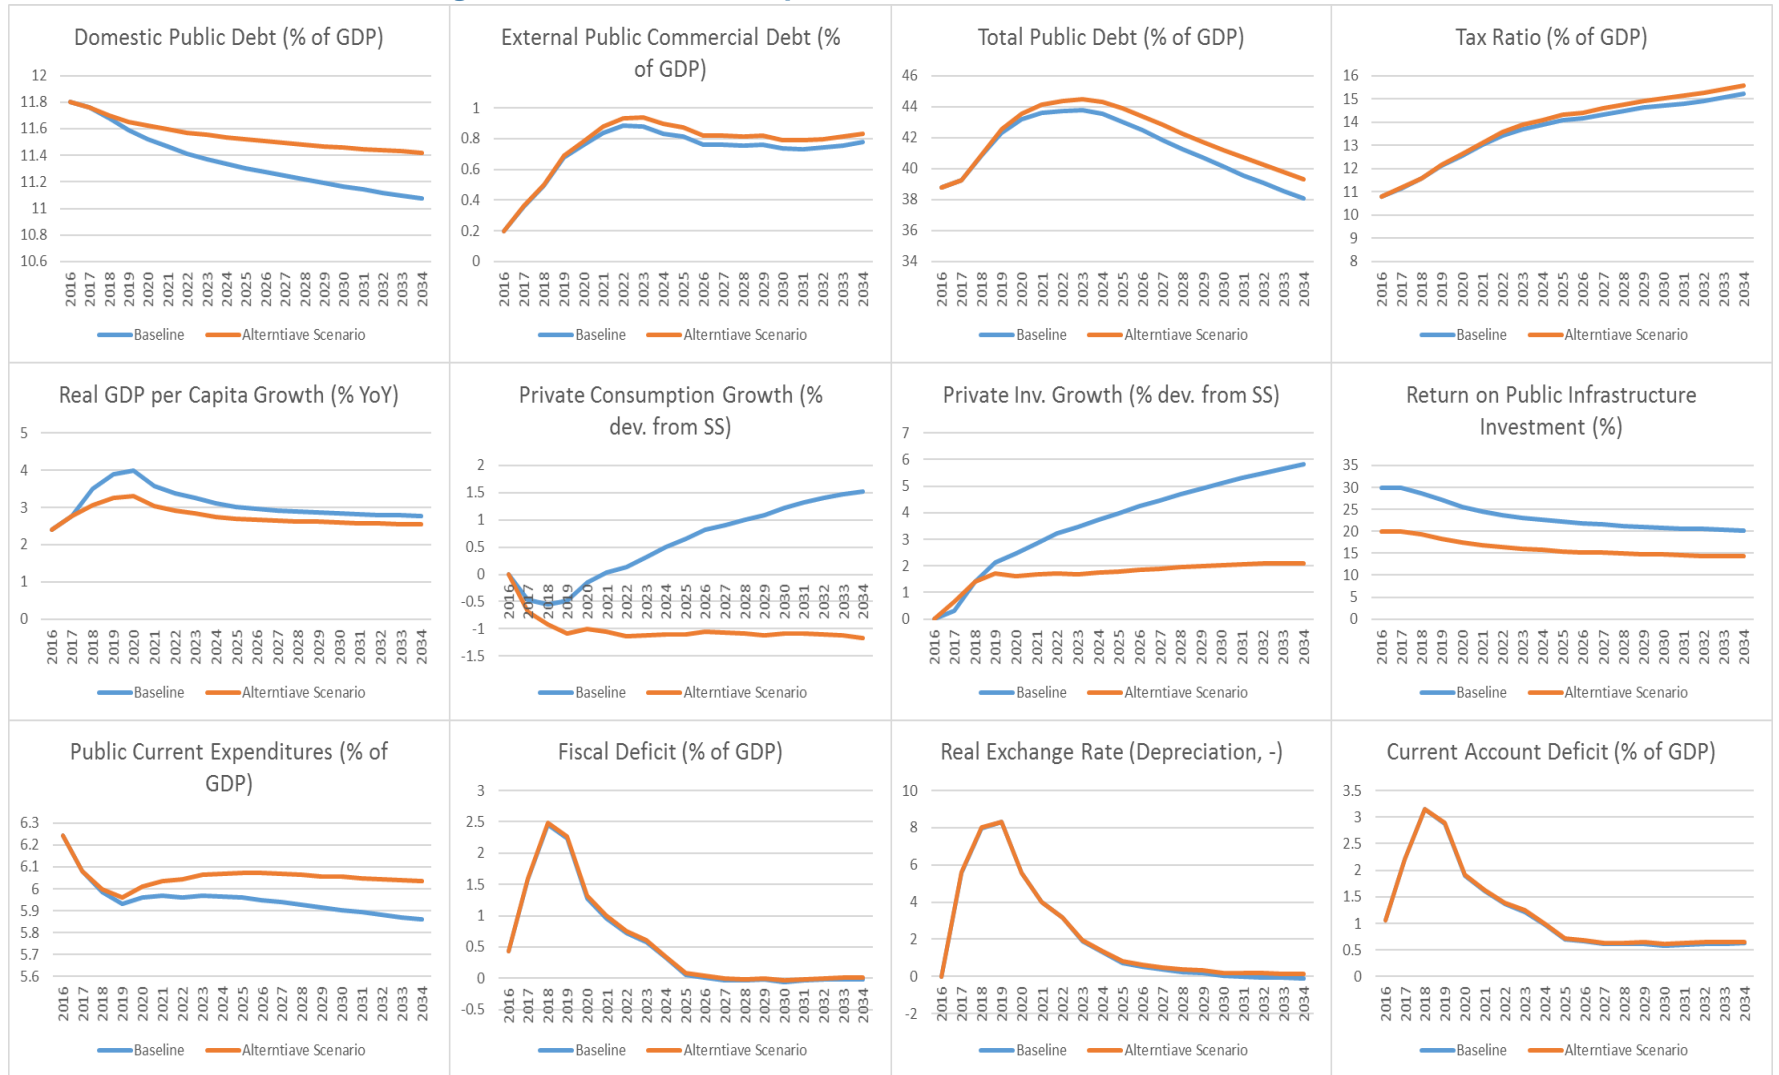 Domestic Public Debt (% of GDP)
12
11.8
11.6
11.4
11.2
11
10.8
10.6
2016 2017 2018 2019 2020 2021 2022 2023 2024 2025 2026 2027 2028 2029 2030 2031 2032 2033 2034
Baseline Alterntiave Scenario
External Public Commercial Debt (%
of GDP)
1
0.8
0.6
0.4
0.2
0
2016 2017 2018 2019 2020 2021 2022 2023 2024 2025 2026 2027 2028 2029 2030 2031 2032 2033 2034
Baseline Alterntiave Scenario
Total Public Debt (% of GDP)
46
44
42
40
38
36
34
2016 2017 2018 2019 2020 2021 2022 2023 2024 2025 2026 2027 2028 2029 2030 2031 2032 2033 2034
Baseline Alterntiave Scenario
Tax Ratio (% of GDP)
16
15
14
13
12
11
10
9
8
2016 2017 2018 2019 2020 2021 2022 2023 2024 2025 2026 2027 2028 2029 2030 2031 2032 2033 2034
Baseline Alterntiave Scenario
Real GDP per Capita Growth (% YoY)
5
4
3
2
1
0
2016 2017 2018 2019 2020 2021 2022 2023 2024 2025 2026 2027 2028 2029 2030 2031 2032 2033 2034
Baseline Alterntiave Scenario
Private Consumption Growth (%
dev. from SS)
2
1.5
1
0.5
0
-0.5
-1
-1.5
2016 2017 2018 2019 2020 2021 2022 2023 2024 2025 2026 2027 2028 2029 2030 2031 2032 2033 2034
Baseline Alterntiave Scenario
Private Inv. Growth (% dev. from SS)
7
6
5
4
3
2
1
0
2016 2017 2018 2019 2020 2021 2022 2023 2024 2025 2026 2027 2028 2029 2030 2031 2032 2033 2034
Baseline Alterntiave Scenario
Return on Public Infrastructure
Investment (%)
35
30
25
20
15
10
5
0
2016 2017 2018 2019 2020 2021 2022 2023 2024 2025 2026 2027 2028 2029 2030 2031 2032 2033 2034
Baseline Alterntiave Scenario
Public Current Expenditures (% of
GDP)
6.3
6.2
6.1
6
5.9
5.8
5.7
5.6
2016 2017 2018 2019 2020 2021 2022 2023 2024 2025 2026 2027 2028 2029 2030 2031 2032 2033 2034
Baseline Alterntiave Scenario
Fiscal Deficit (% of GDP)
3
2.5
2
1.5
1
0.5
0
-0.5
2016 2017 2018 2019 2020 2021 2022 2023 2024 2025 2026 2027 2028 2029 2030 2031 2032 2033 2034
Baseline Alterntiave Scenario
Real Exchange Rate (Depreciation, -)
10
8
6
4
2
0
-2
2016 2017 2018 2019 2020 2021 2022 2023 2024 2025 2026 2027 2028 2029 2030 2031 2032 2033 2034
Baseline Alterntiave Scenario
Current Account Deficit (% of GDP)
3.5
3
2.5
2
1.5
1
0.5
0
2016 2017 2018 2019 2020 2021 2022 2023 2024 2025 2026 2027 2028 2029 2030 2031 2032 2033 2034
Baseline Alterntiave Scenario